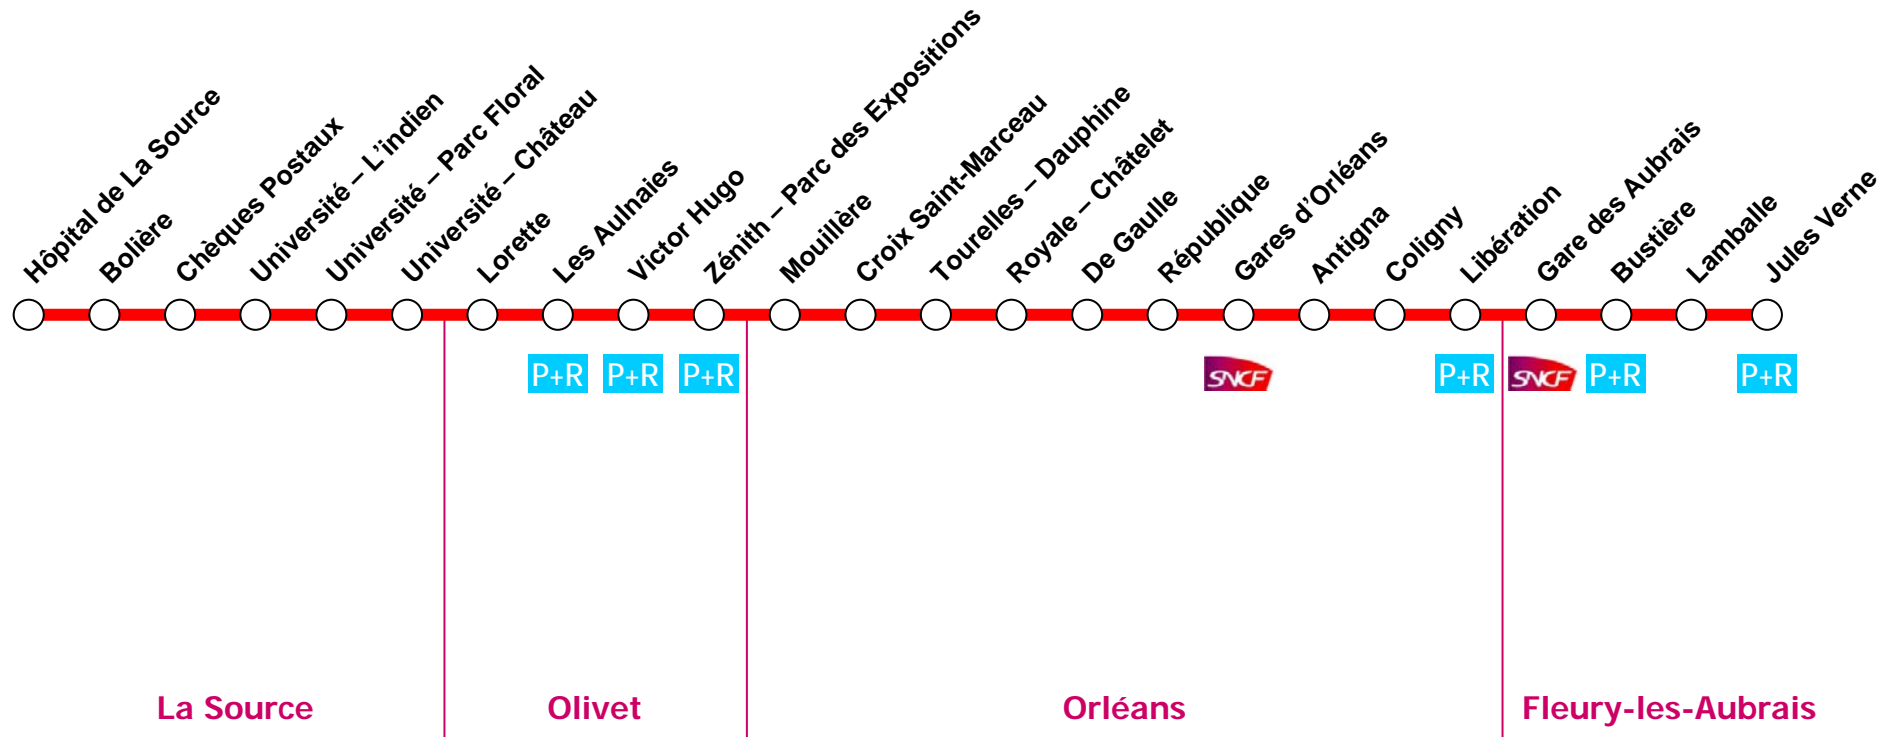 Hôpital de La Source
Bolière
Chèques Postaux
Université – L'indien
Université – Parc Floral
Université – Château
Lorette
Les Aulnaies
Victor Hugo
Zénith – Parc des Expositions
Mouillère
Croix Saint-Marceau
Tourelles – Dauphine
Royale – Châtelet
De Gaulle
République
Gares d'Orléans
Antigna
Coligny
Libération
Gare des Aubrais
Bustière
Lamballe
Jules Verne
P+R
P+R
P+R
SNCF
P+R
SNCF
P+R
P+R
La Source
Olivet
Orléans
Fleury-les-Aubrais